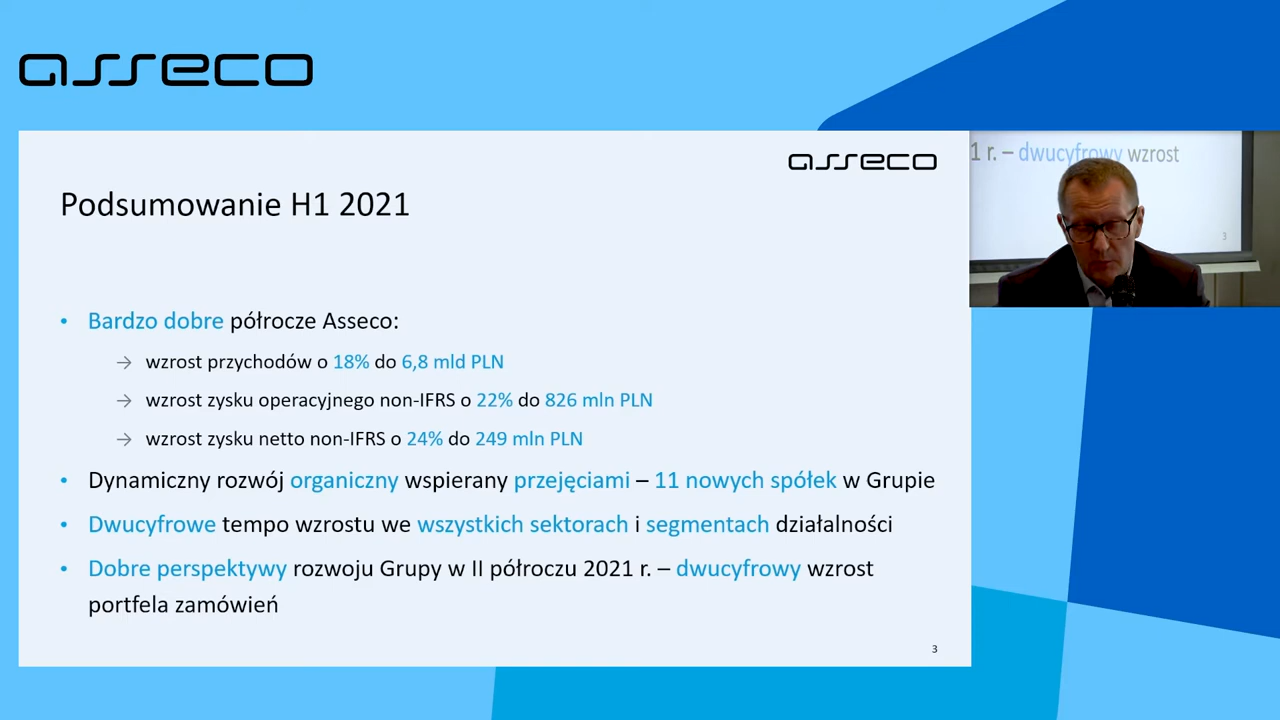 asseco
asseco
Podsumowanie H1 2021
• Bardzo dobre półrocze Asseco:
→ wzrost przychodów o 18% do 6,8 mld PLN
→ wzrost zysku operacyjnego non-IFRS o 22% do 826 mln PLN
→ wzrost zysku netto non-IFRS o 24% do 249 mln PLN
• Dynamiczny rozwój organiczny wspierany przejęciami – 11 nowych spółek w Grupie
• Dwucyfrowe tempo wzrostu we wszystkich sektorach i segmentach działalności
• Dobre perspektywy rozwoju Grupy w II półroczu 2021 r. – dwucyfrowy wzrost
portfela zamówień
3
1 r. – dwucyfrowy wzrost
3